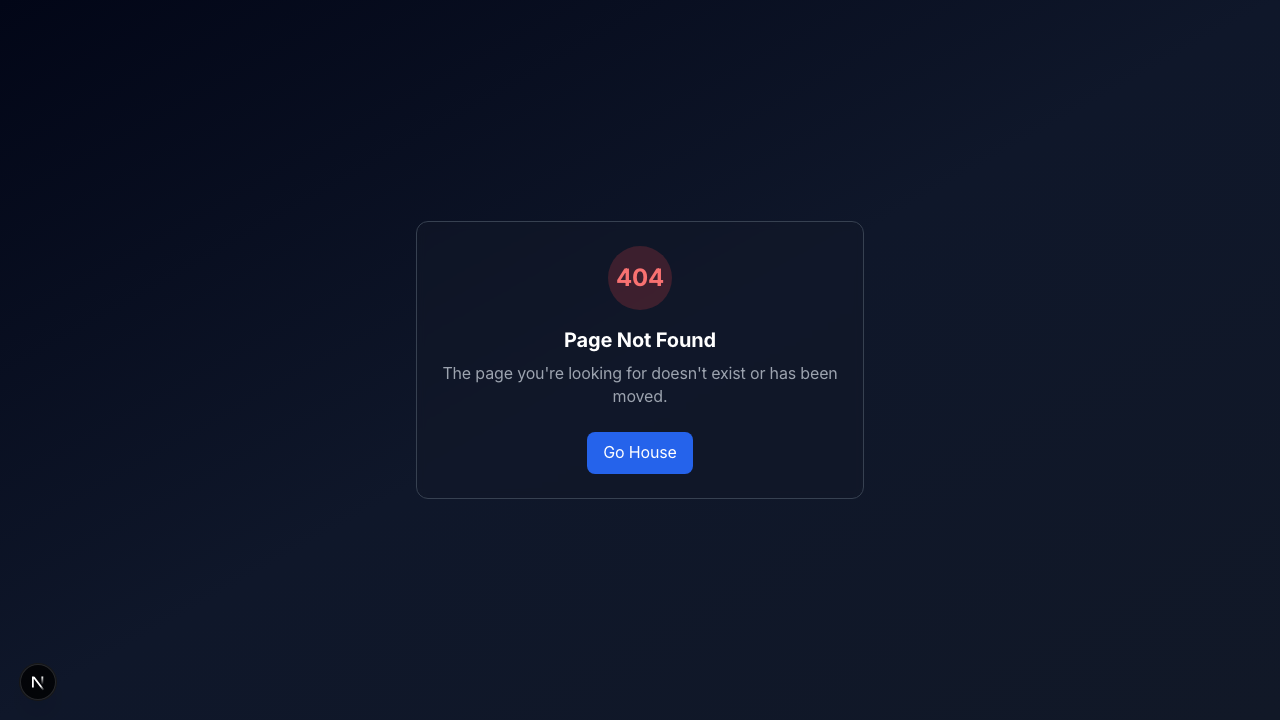 404
Page Not Found
The page you're looking for doesn't exist or has been
moved.
Go House
N